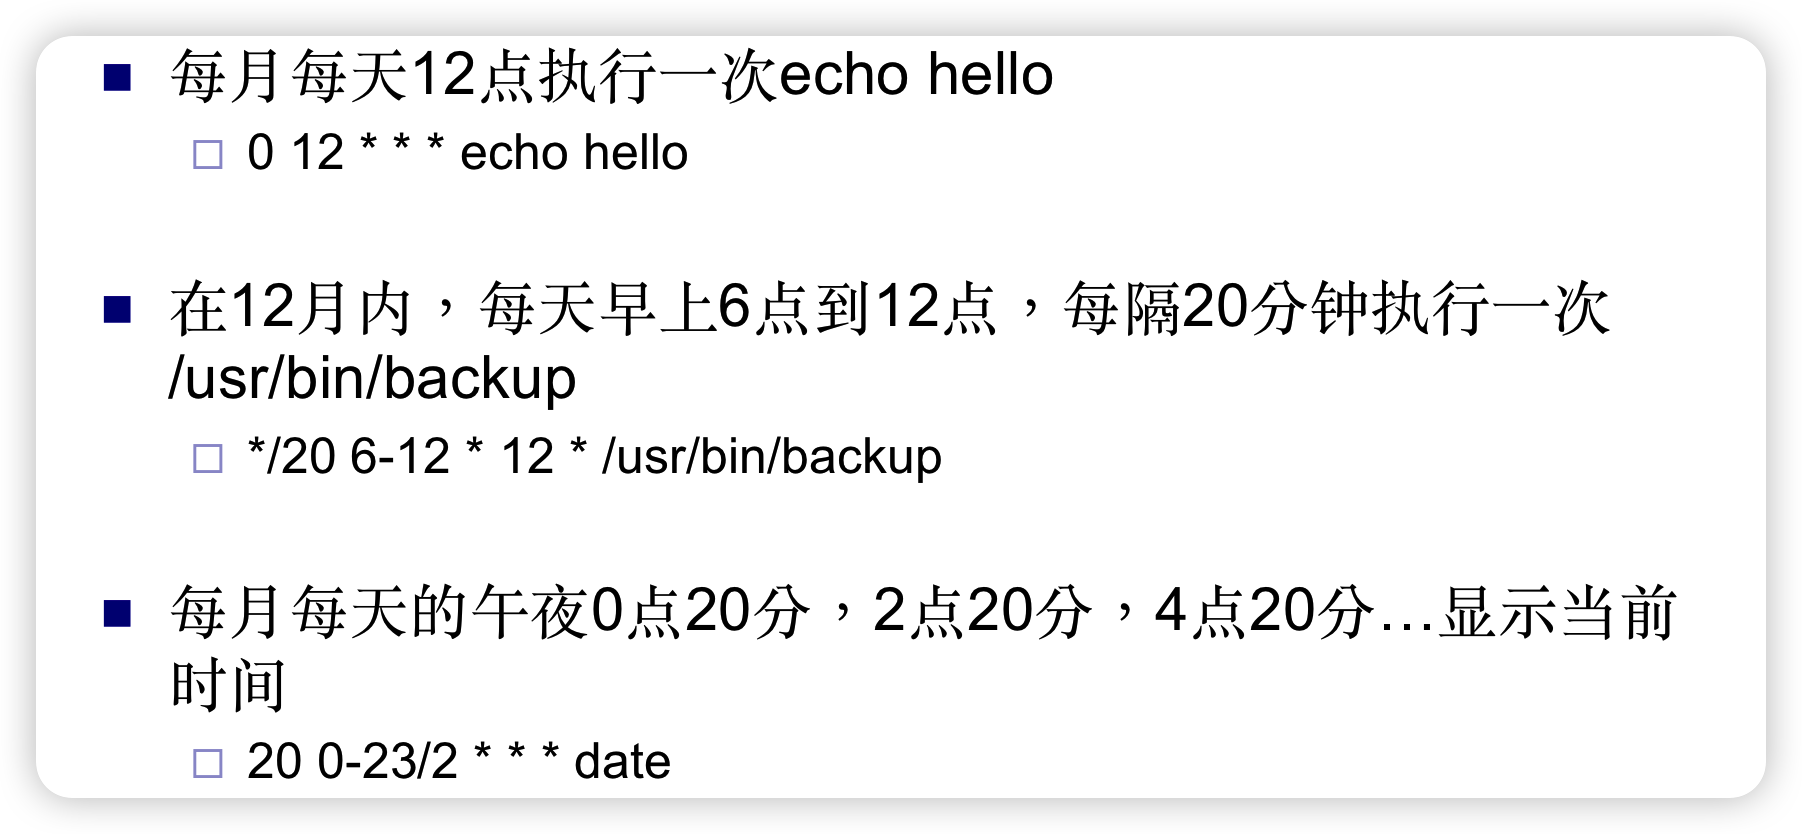 每月每天12点执行一次echo hello
0 12 * * * echo hello
在12月内，每天早上6点到12点，每隔20分钟执行一次
/usr/bin/backup
*/20 6-12 * 12 * /usr/bin/backup
每月每天的午夜0点20分，2点20分，4点20分…显示当前
时间
20 0-23/2 * * * date